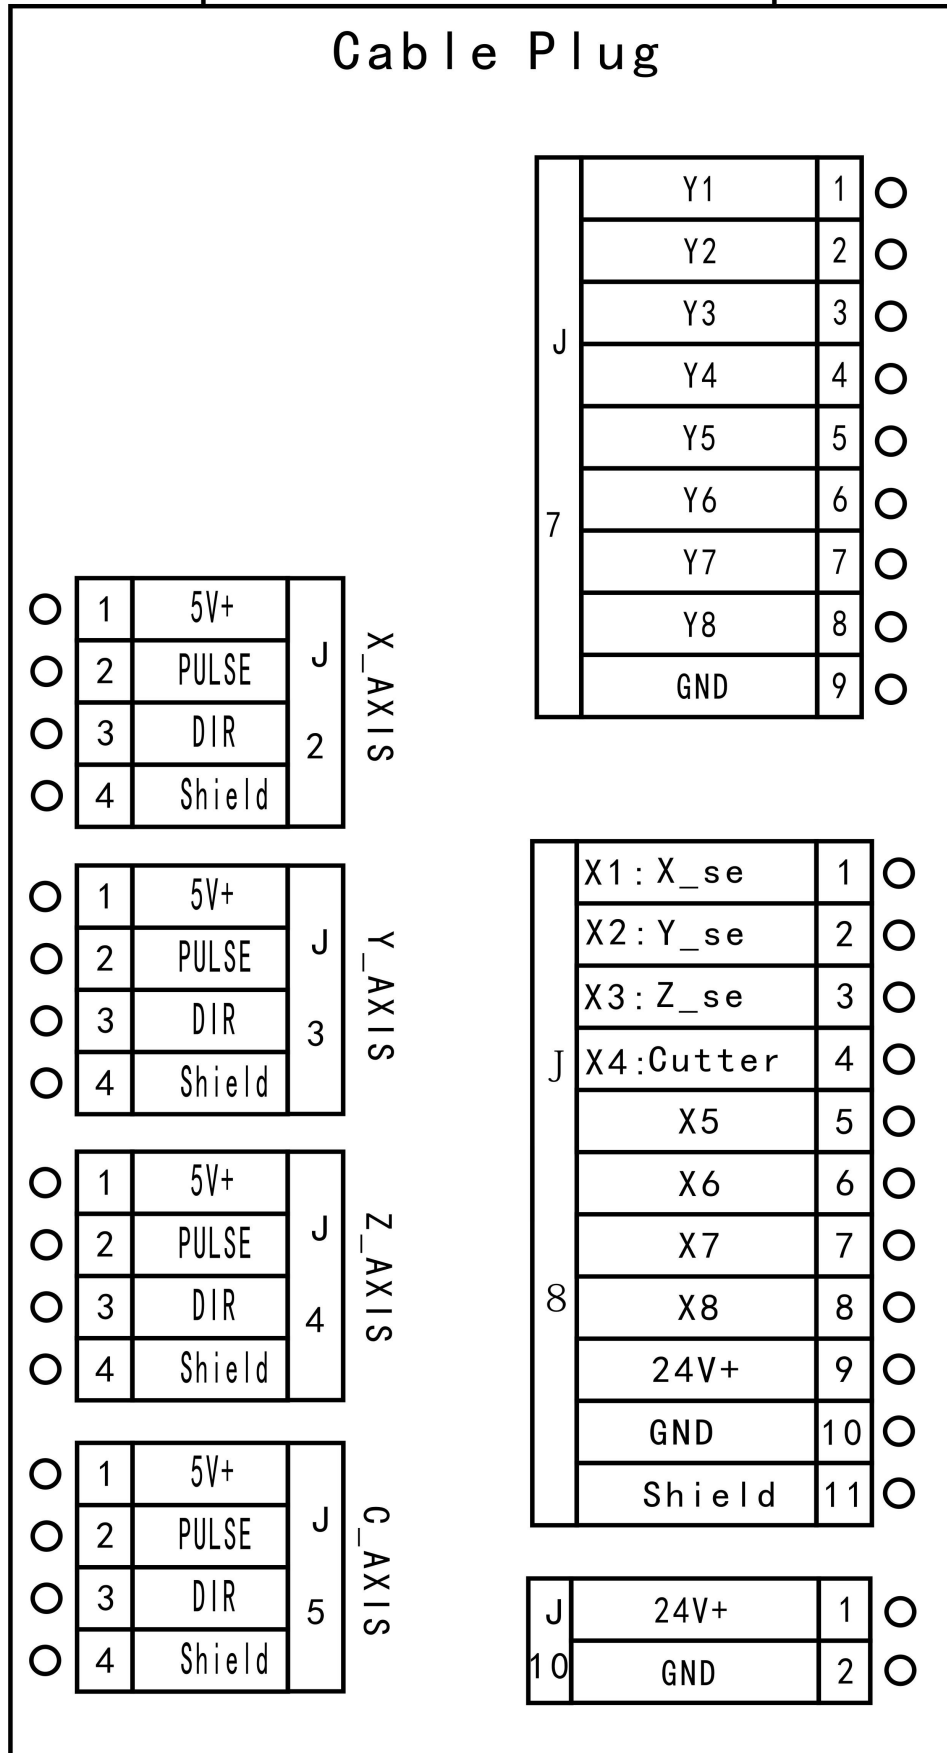 Cable Plug
J 7
Y1 1
Y2 2
Y3 3
Y4 4
Y5 5
Y6 6
Y7 7
Y8 8
GND 9
1 5V+
2 PULSE
3 DIR
4 Shield
J 2
X_AXIS
1 5V+
2 PULSE
3 DIR
4 Shield
J 3
Y_AXIS
1 5V+
2 PULSE
3 DIR
4 Shield
J 4
Z_AXIS
1 5V+
2 PULSE
3 DIR
4 Shield
J 5
C_AXIS
J 8
X1:X_se 1
X2:Y_se 2
X3:Z_se 3
X4:Cutter 4
X5 5
X6 6
X7 7
X8 8
24V+ 9
GND 10
Shield 11
J 10
24V+ 1
GND 2